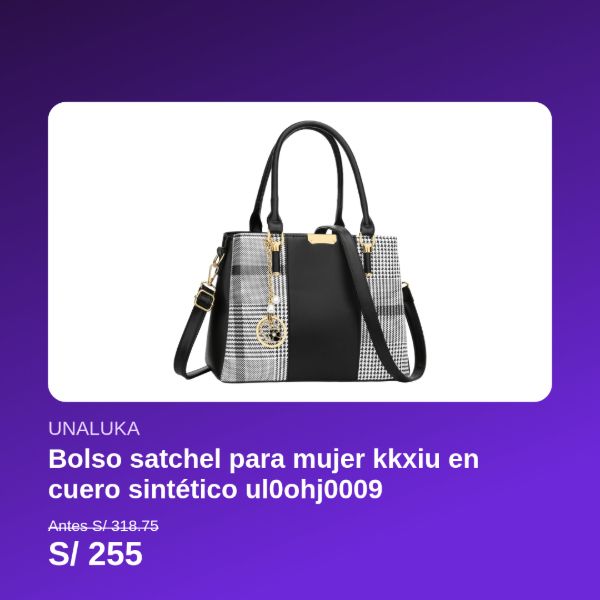 UNALUKA
Bolso satchel para mujer kkxiu en
cuero sintético ul0ohj0009
Antes S/ 318.75
S/ 255